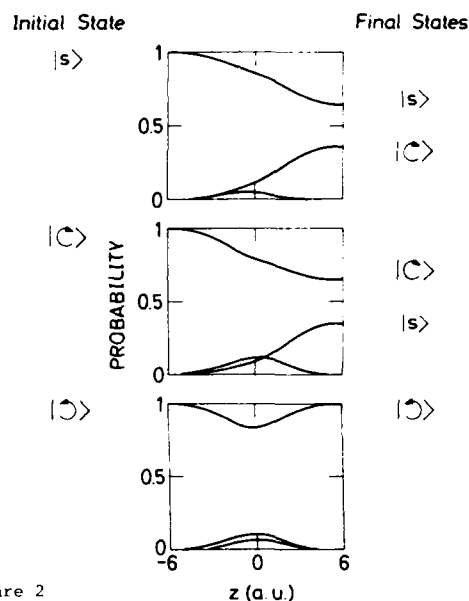 Initial State
Final States
|s>
1
0.5
0
|s>
|C>
|C>
1
0.5
0
|C>
|s>
PROBABILITY
|Ɔ>
1
0.5
0
|Ɔ>
-6
0
6
z (a.u.)
re 2